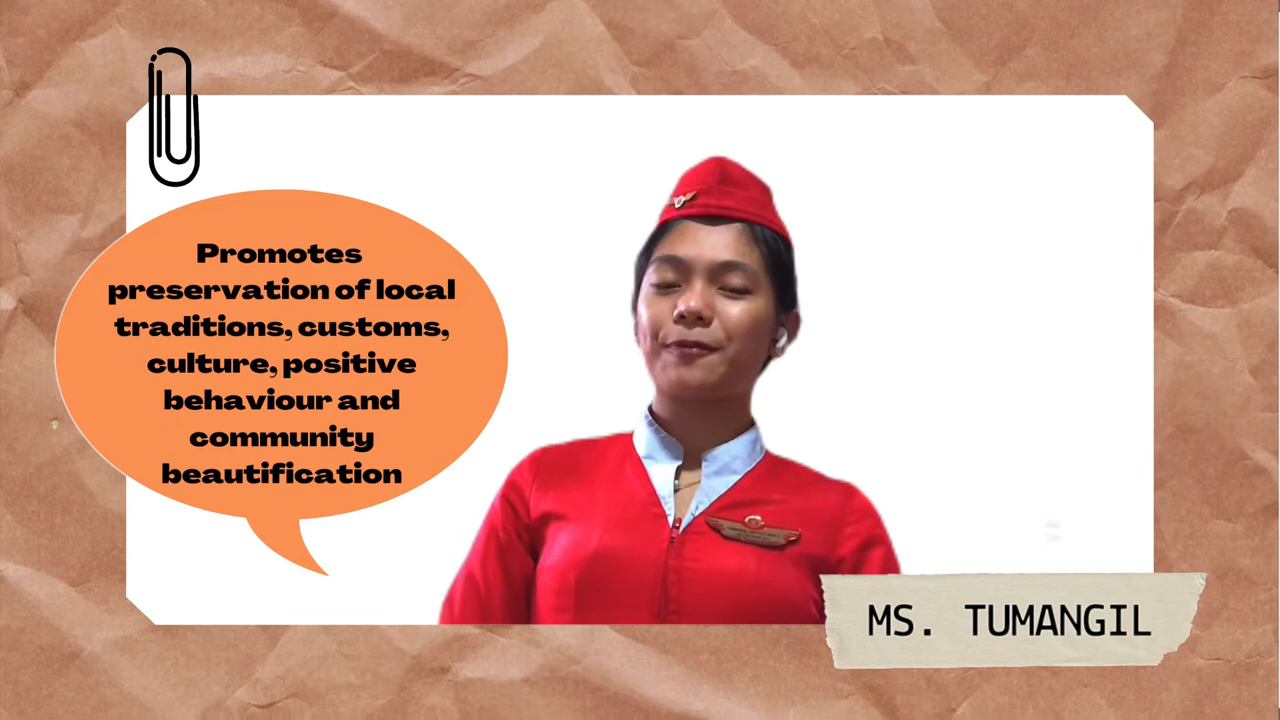 Promotes
preservation of local
traditions, customs,
culture, positive
behaviour and
community
beautification
MS. TUMANGIL